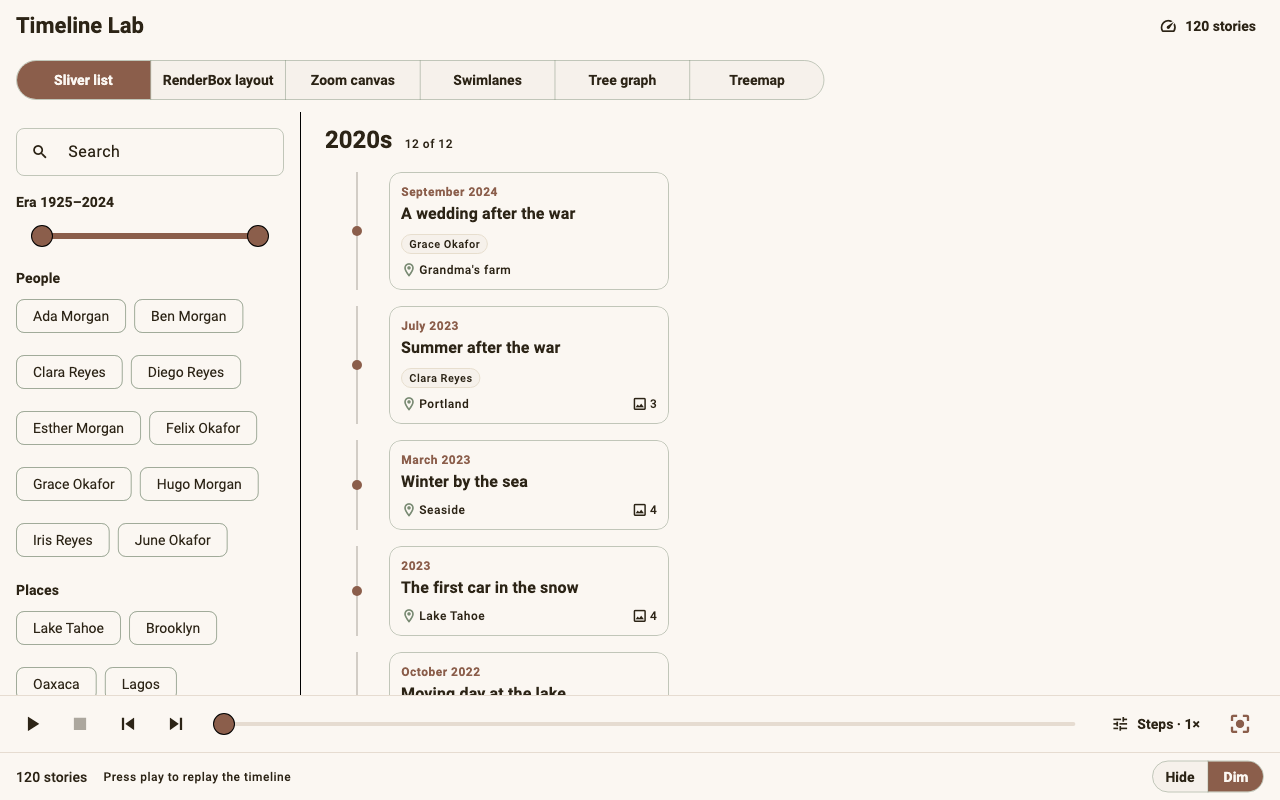 Timeline Lab
120 stories
Sliver list
RenderBox layout
Zoom canvas
Swimlanes
Tree graph
Treemap
Search
Era 1925–2024
People
Ada Morgan
Ben Morgan
Clara Reyes
Diego Reyes
Esther Morgan
Felix Okafor
Grace Okafor
Hugo Morgan
Iris Reyes
June Okafor
Places
Lake Tahoe
Brooklyn
Oaxaca
Lagos
2020s 12 of 12
September 2024
A wedding after the war
Grace Okafor
Grandma's farm
July 2023
Summer after the war
Clara Reyes
Portland 3
March 2023
Winter by the sea
Seaside 4
2023
The first car in the snow
Lake Tahoe 4
October 2022
Moving day at the lake
Steps · 1×
120 stories
Press play to replay the timeline
Hide
Dim